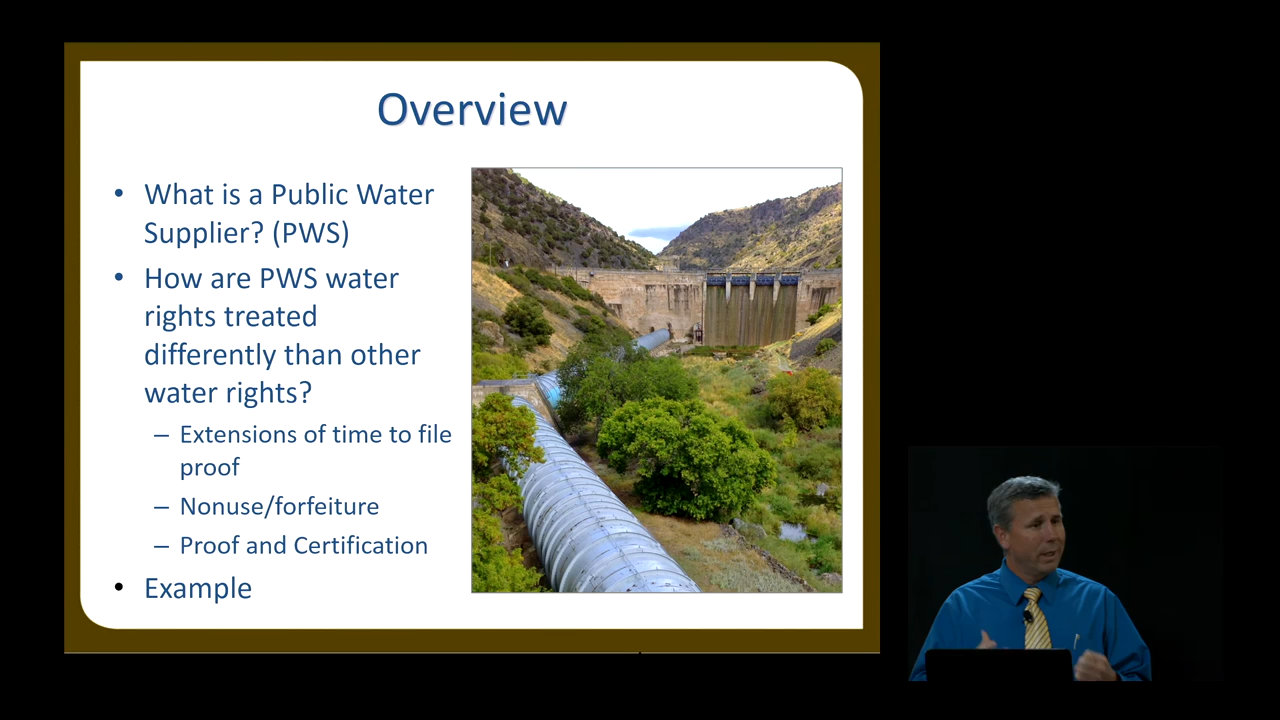 Overview
• What is a Public Water
Supplier? (PWS)
• How are PWS water
rights treated
differently than other
water rights?
– Extensions of time to file
proof
– Nonuse/forfeiture
– Proof and Certification
• Example